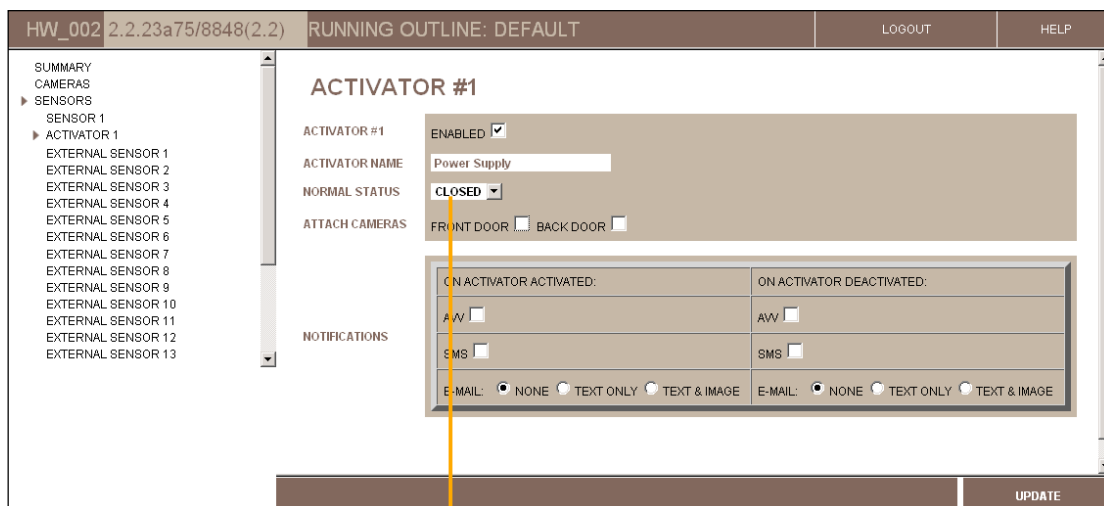 HW_002 2.2.23a75/8848(2.2) RUNNING OUTLINE: DEFAULT LOGOUT HELP
SUMMARY
CAMERAS
SENSORS
SENSOR 1
ACTIVATOR 1
EXTERNAL SENSOR 1
EXTERNAL SENSOR 2
EXTERNAL SENSOR 3
EXTERNAL SENSOR 4
EXTERNAL SENSOR 5
EXTERNAL SENSOR 6
EXTERNAL SENSOR 7
EXTERNAL SENSOR 8
EXTERNAL SENSOR 9
EXTERNAL SENSOR 10
EXTERNAL SENSOR 11
EXTERNAL SENSOR 12
EXTERNAL SENSOR 13
ACTIVATOR #1
ACTIVATOR #1 ENABLED
ACTIVATOR NAME Power Supply
NORMAL STATUS CLOSED
ATTACH CAMERAS FRONT DOOR BACK DOOR
NOTIFICATIONS
ON ACTIVATOR ACTIVATED: ON ACTIVATOR DEACTIVATED:
AVV AVV
SMS SMS
E-MAIL: NONE TEXT ONLY TEXT & IMAGE E-MAIL: NONE TEXT ONLY TEXT & IMAGE
UPDATE